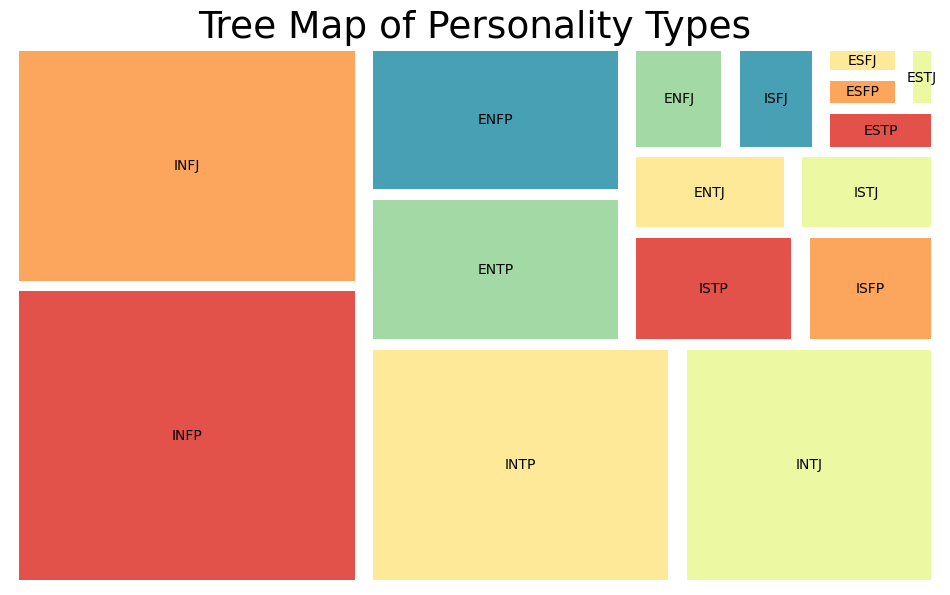 Tree Map of Personality Types
INFJ
INFP
ENFP
ENTP
INTP
INTJ
ENFJ
ISFJ
ESFJ
ESFP
ESTJ
ESTP
ENTJ
ISTJ
ISTP
ISFP